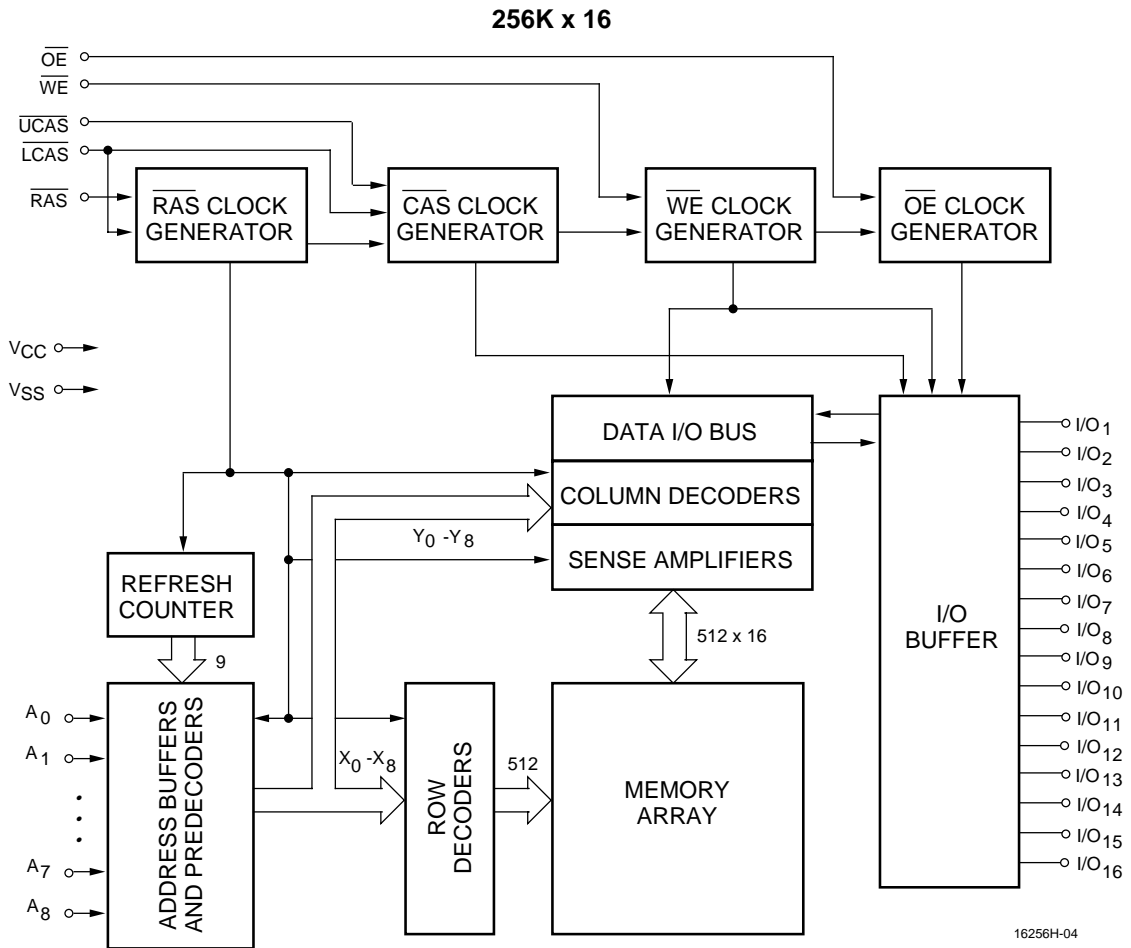 256K x 16
OE
WE
UCAS
LCAS
RAS
RAS CLOCK
GENERATOR
CAS CLOCK
GENERATOR
WE CLOCK
GENERATOR
OE CLOCK
GENERATOR
VCC
VSS
DATA I/O BUS
COLUMN DECODERS
SENSE AMPLIFIERS
Y0 -Y8
REFRESH
COUNTER
9
512 x 16
I/O
BUFFER
I/O1
I/O2
I/O3
I/O4
I/O5
I/O6
I/O7
I/O8
I/O9
I/O10
I/O11
I/O12
I/O13
I/O14
I/O15
I/O16
A0
A1
A7
A8
ADDRESS BUFFERS
AND PREDECODERS
X0 -X8
ROW
DECODERS
512
MEMORY
ARRAY
16256H-04